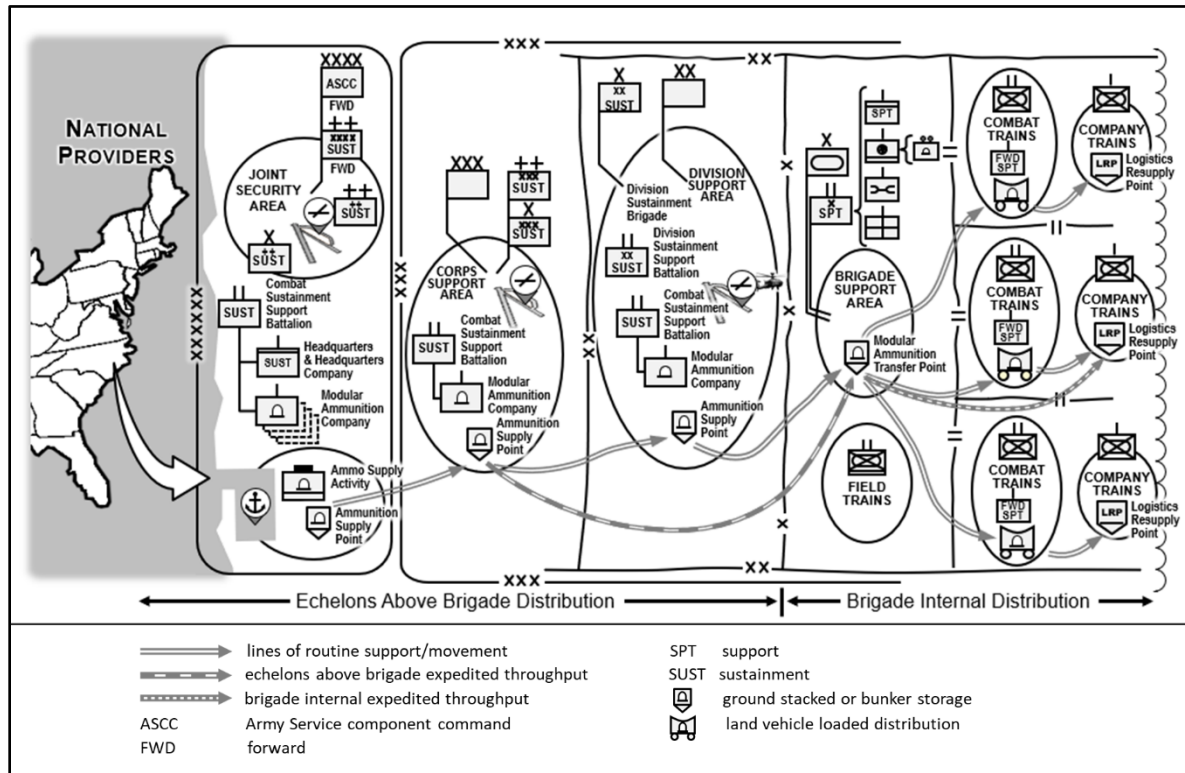 NATIONAL
PROVIDERS
XXXX
ASCC
FWD
++
XXXX
SUST
FWD
JOINT
SECURITY
AREA
++
++
SUST
X
++
SUST
SUST
Combat
Sustainment
Support
Battalion
SUST
Headquarters
& Headquarters
Company
Modular
Ammunition
Company
Ammo Supply
Activity
Ammunition
Supply
Point
XXXXX
XXX
XXX
XXX
XXX
++
XXX
SUST
X
XXX
SUST
CORPS
SUPPORT
AREA
SUST
Combat
Sustainment
Support
Battalion
Modular
Ammunition
Company
Ammunition
Supply
Point
XX
XX
XX
X
XX
SUST
XX
Division
Sustainment
Brigade
DIVISION
SUPPORT
AREA
XX
SUST
Division
Sustainment
Support
Battalion
SUST
Combat
Sustainment
Support
Battalion
Modular
Ammunition
Company
Ammunition
Supply
Point
X
X
X
X
X
SPT
SPT
BRIGADE
SUPPORT
AREA
Modular
Ammunition
Transfer Point
FIELD
TRAINS
COMBAT
TRAINS
FWD
SPT
COMPANY
TRAINS
LRP
Logistics
Resupply
Point
COMBAT
TRAINS
FWD
SPT
COMPANY
TRAINS
LRP
Logistics
Resupply
Point
COMBAT
TRAINS
FWD
SPT
COMPANY
TRAINS
LRP
Logistics
Resupply
Point
Echelons Above Brigade Distribution
Brigade Internal Distribution
lines of routine support/movement
echelons above brigade expedited throughput
brigade internal expedited throughput
ASCC Army Service component command
FWD forward
SPT support
SUST sustainment
ground stacked or bunker storage
land vehicle loaded distribution